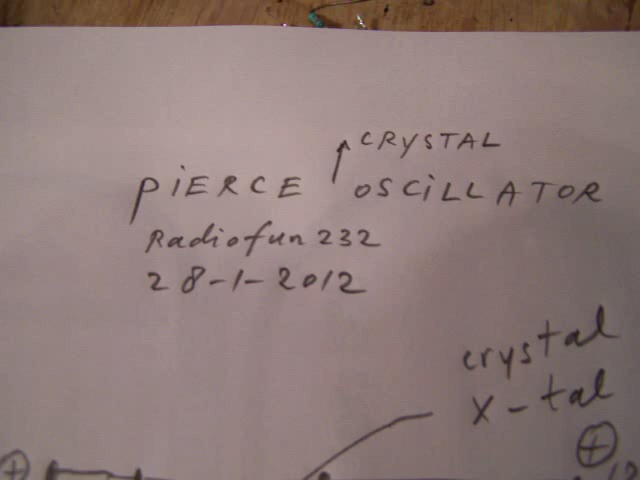 CRYSTAL
PiERCE OSCiLLATOR
Radiofun 232
28-1-2012
crystal
x-tal
+
+